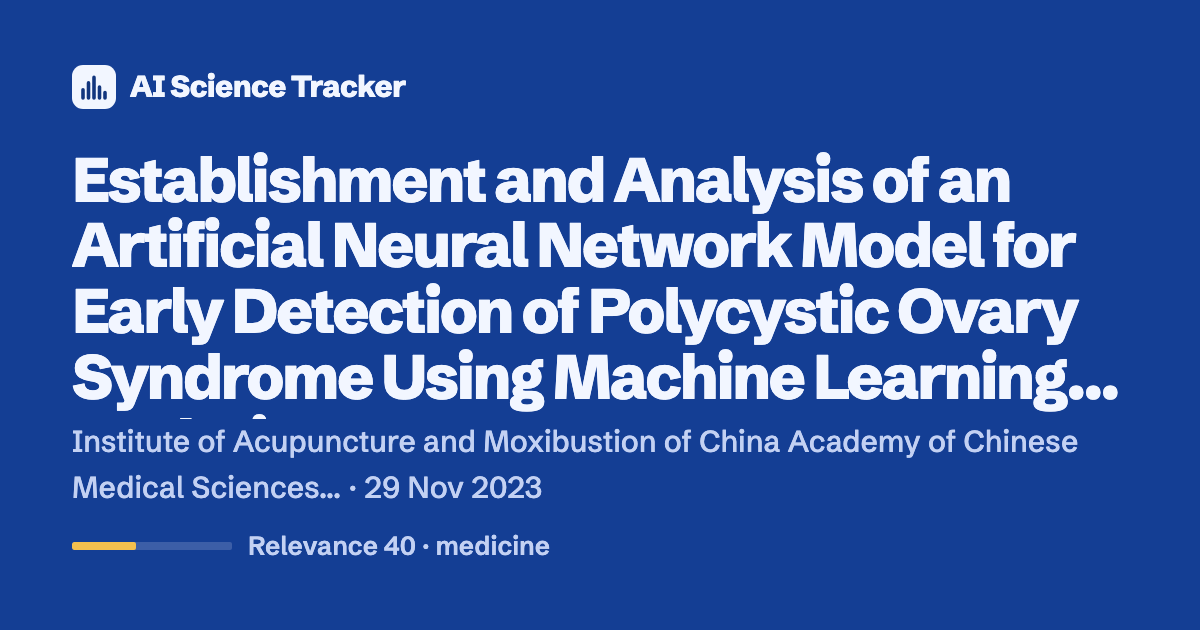 AI Science Tracker
Establishment and Analysis of an
Artificial Neural Network Model for
Early Detection of Polycystic Ovary
Syndrome Using Machine Learning...
Institute of Acupuncture and Moxibustion of China Academy of Chinese
Medical Sciences... · 29 Nov 2023
Relevance 40 · medicine